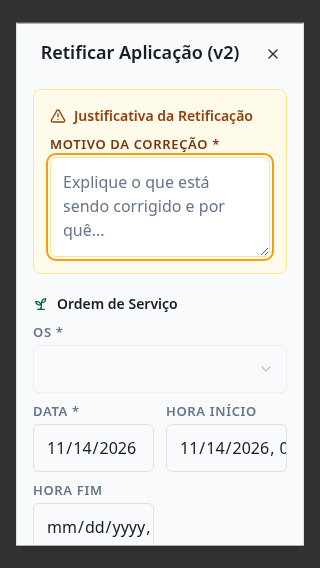 Retificar Aplicação (v2)
Justificativa da Retificação
MOTIVO DA CORREÇÃO *
Explique o que está
sendo corrigido e por
quê...
Ordem de Serviço
OS *
DATA *
HORA INÍCIO
11/14/2026
11/14/2026, 0
HORA FIM
mm/dd/yyyy,